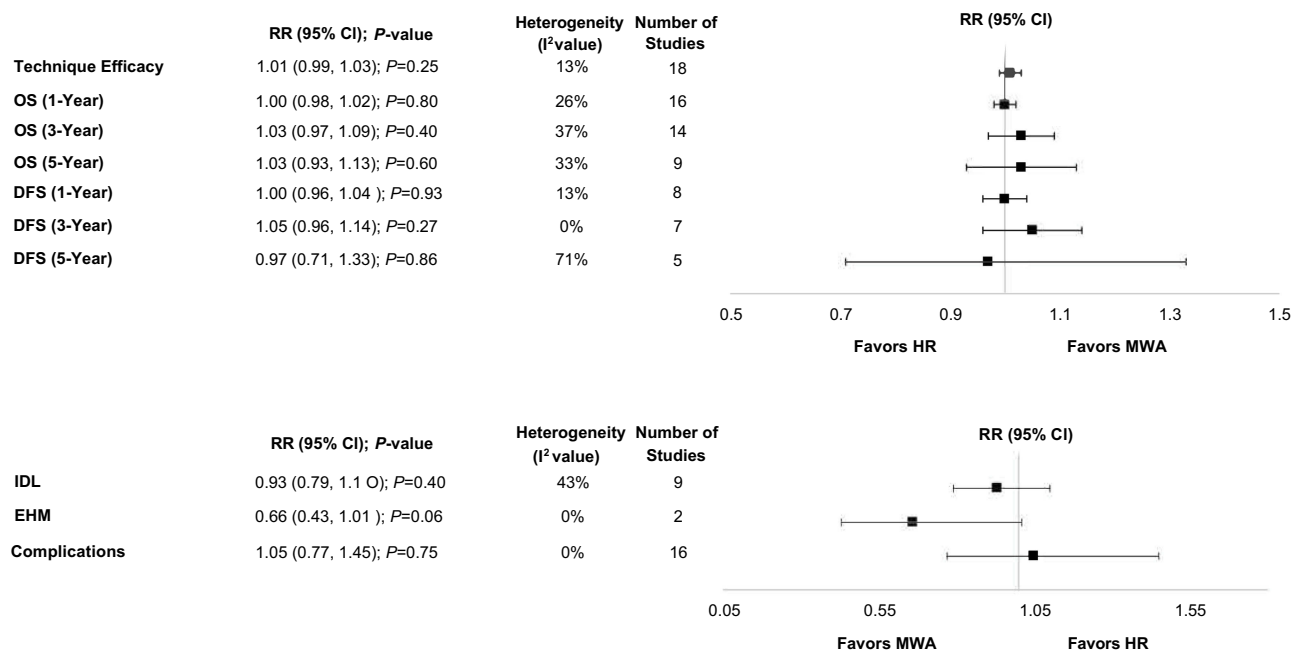 RR (95% CI); P-value Heterogeneity (I²value) Number of Studies RR (95% CI)
Technique Efficacy 1.01 (0.99, 1.03); P=0.25 13% 18
OS (1-Year) 1.00 (0.98, 1.02); P=0.80 26% 16
OS (3-Year) 1.03 (0.97, 1.09); P=0.40 37% 14
OS (5-Year) 1.03 (0.93, 1.13); P=0.60 33% 9
DFS (1-Year) 1.00 (0.96, 1.04 ); P=0.93 13% 8
DFS (3-Year) 1.05 (0.96, 1.14); P=0.27 0% 7
DFS (5-Year) 0.97 (0.71, 1.33); P=0.86 71% 5
0.5 0.7 0.9 1.1 1.3 1.5
Favors HR Favors MWA
RR (95% CI); P-value Heterogeneity (I² value) Number of Studies RR (95% CI)
IDL 0.93 (0.79, 1.1 O); P=0.40 43% 9
EHM 0.66 (0.43, 1.01 ); P=0.06 0% 2
Complications 1.05 (0.77, 1.45); P=0.75 0% 16
0.05 0.55 1.05 1.55
Favors MWA Favors HR